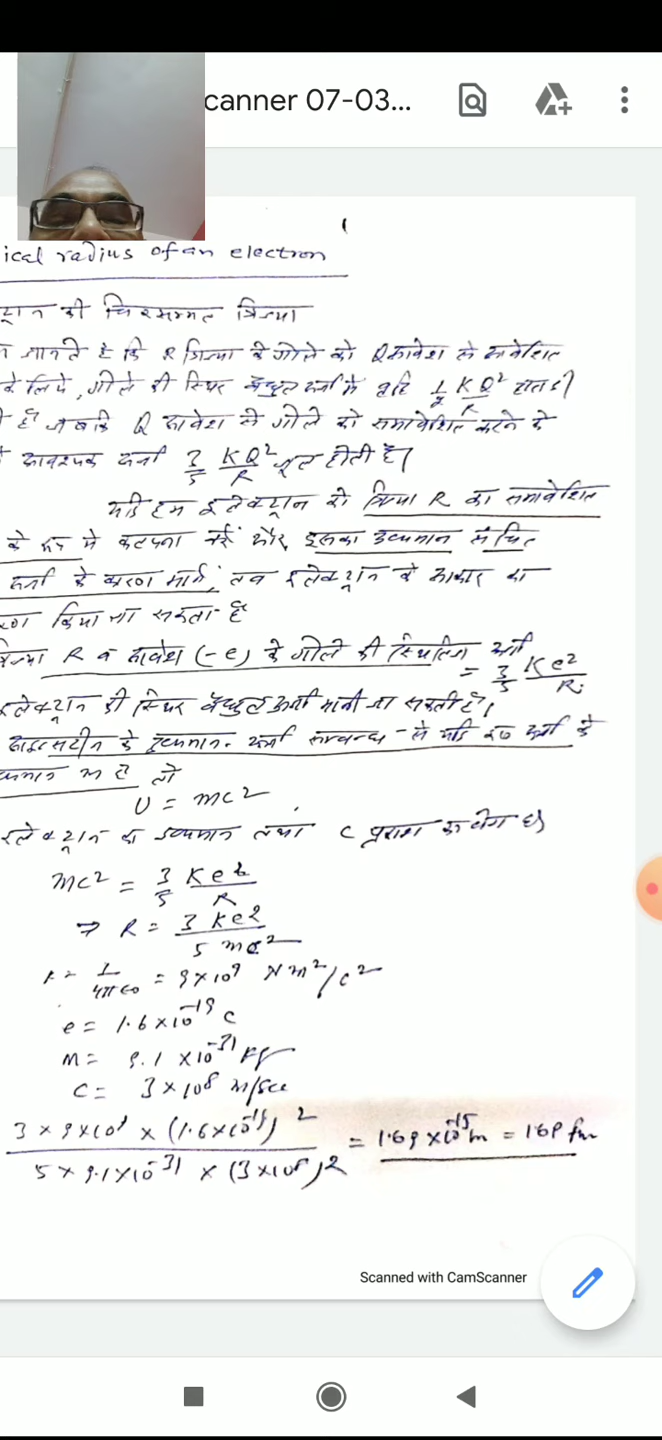 canner 07-03...
ical radius of an electron
ट्रान की चिरसम्मत त्रिज्या
जानते है कि R त्रिज्या के गोले को Q आवेश से आवेशित
के लिये, गोले की स्थिर वैद्युत ऊर्जा में वृद्धि 1/2 KQ²/R होता है।
Q आवेश से गोले को समावेशित करने के
आवश्यक ऊर्जा 3/5 KQ²/R जूल होती है।
यदि हम इलेक्ट्रान को त्रिज्या R का समावेशित
के रूप में कल्पना करें और इसका द्रव्यमान संचित
ऊर्जा के कारण मानें, तब इलेक्ट्रान के आकार का
किया जा सकता है
त्रिज्या R व आवेश (-e) के गोले की स्थितिज ऊर्जा = 3/5 Ke²/R
इलेक्ट्रान की स्थिर वैद्युत ऊर्जा मानी जा सकती है।
आइंसटीन के द्रव्यमान- ऊर्जा सम्बन्ध - से यदि इस ऊर्जा के
m है तो
U = mc²
इलेक्ट्रान का द्रव्यमान तथा C प्रकाश का वेग है।
mc² = 3/5 Ke²/R
⇒ R = 3 Ke²/5 mc²
K = 1/4π∈0 = 9×10⁹ Nm²/c²
e = 1.6×10⁻¹⁹ C
m = 9.1 ×10⁻³¹ Kg
C = 3 ×10⁸ m/sec
3 × 9×10⁹ × (1.6×10⁻¹⁹)²/5 × 9.1×10⁻³¹ × (3×10⁸)² = 1.69 ×10⁻¹⁵m = 1.69 fm
Scanned with CamScanner